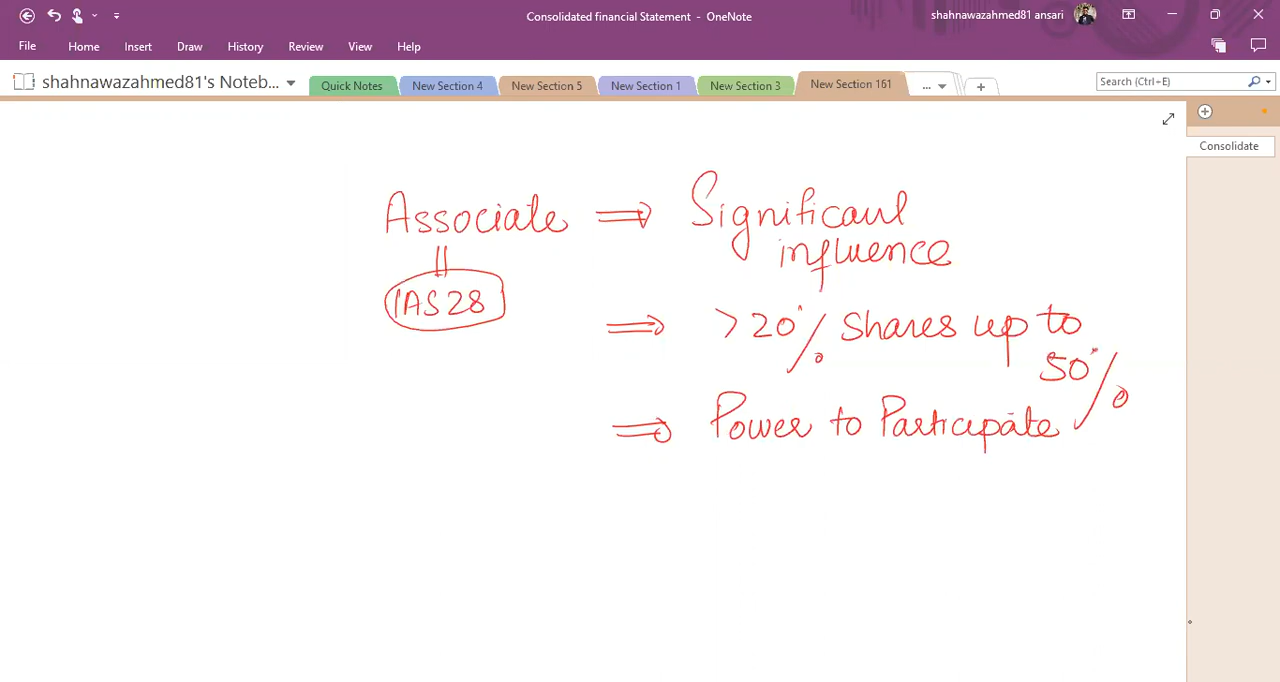 Consolidated financial Statement - OneNote
shahnawazahmed81 ansari
File Home Insert Draw History Review View Help
shahnawazahmed81's Noteb...
Quick Notes New Section 4 New Section 5 New Section 1 New Section 3 New Section 161 ...
Search (Ctrl+E)
Consolidate
Associate ⇒ Significant
influence
IAS 28
⇒ >20% shares up to
50%
⇒ Power to Participate